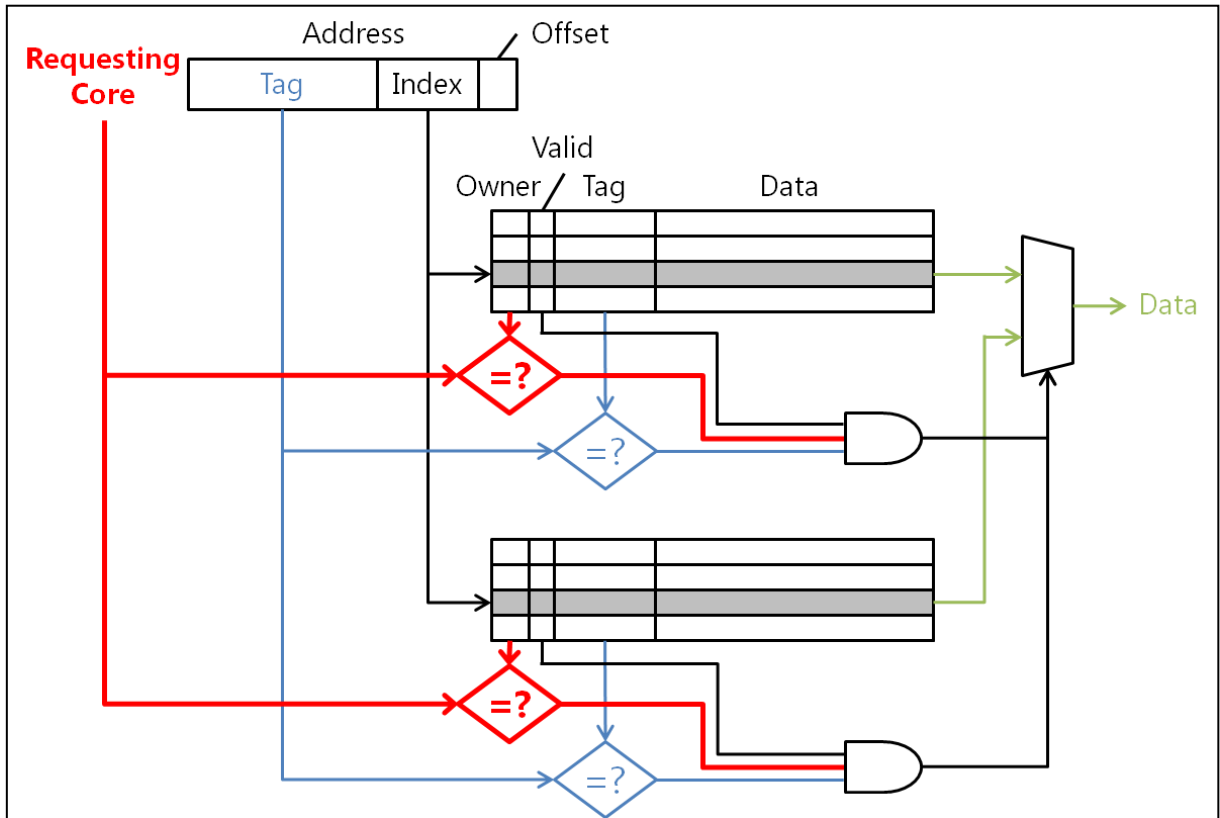 Address
Offset
Requesting
Core
Tag
Index
Valid
Owner
Tag
Data
Data
=?
=?
=?
=?